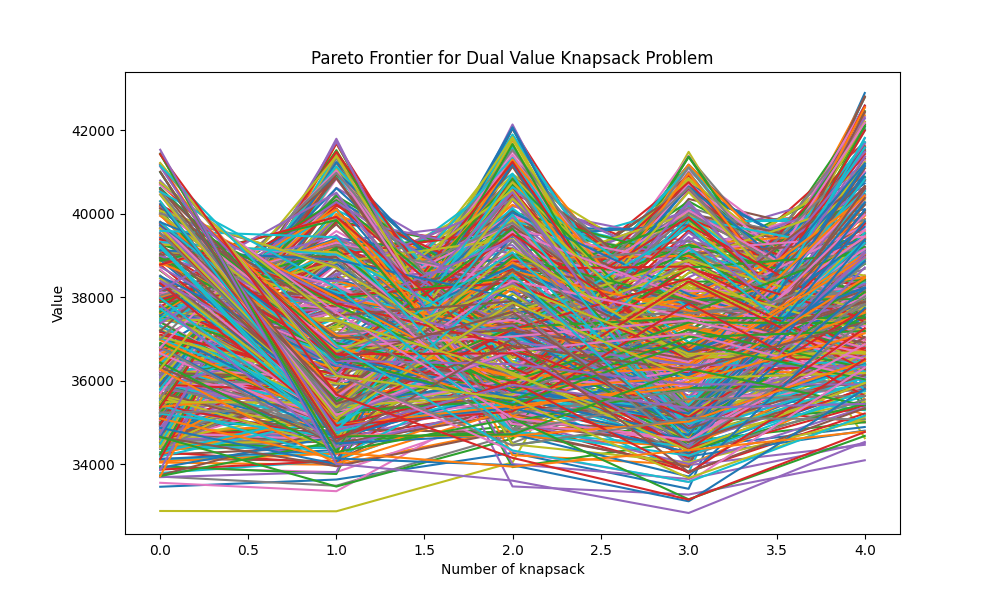 Pareto Frontier for Dual Value Knapsack Problem
42000
40000
38000
36000
34000
Value
0.0 0.5 1.0 1.5 2.0 2.5 3.0 3.5 4.0
Number of knapsack